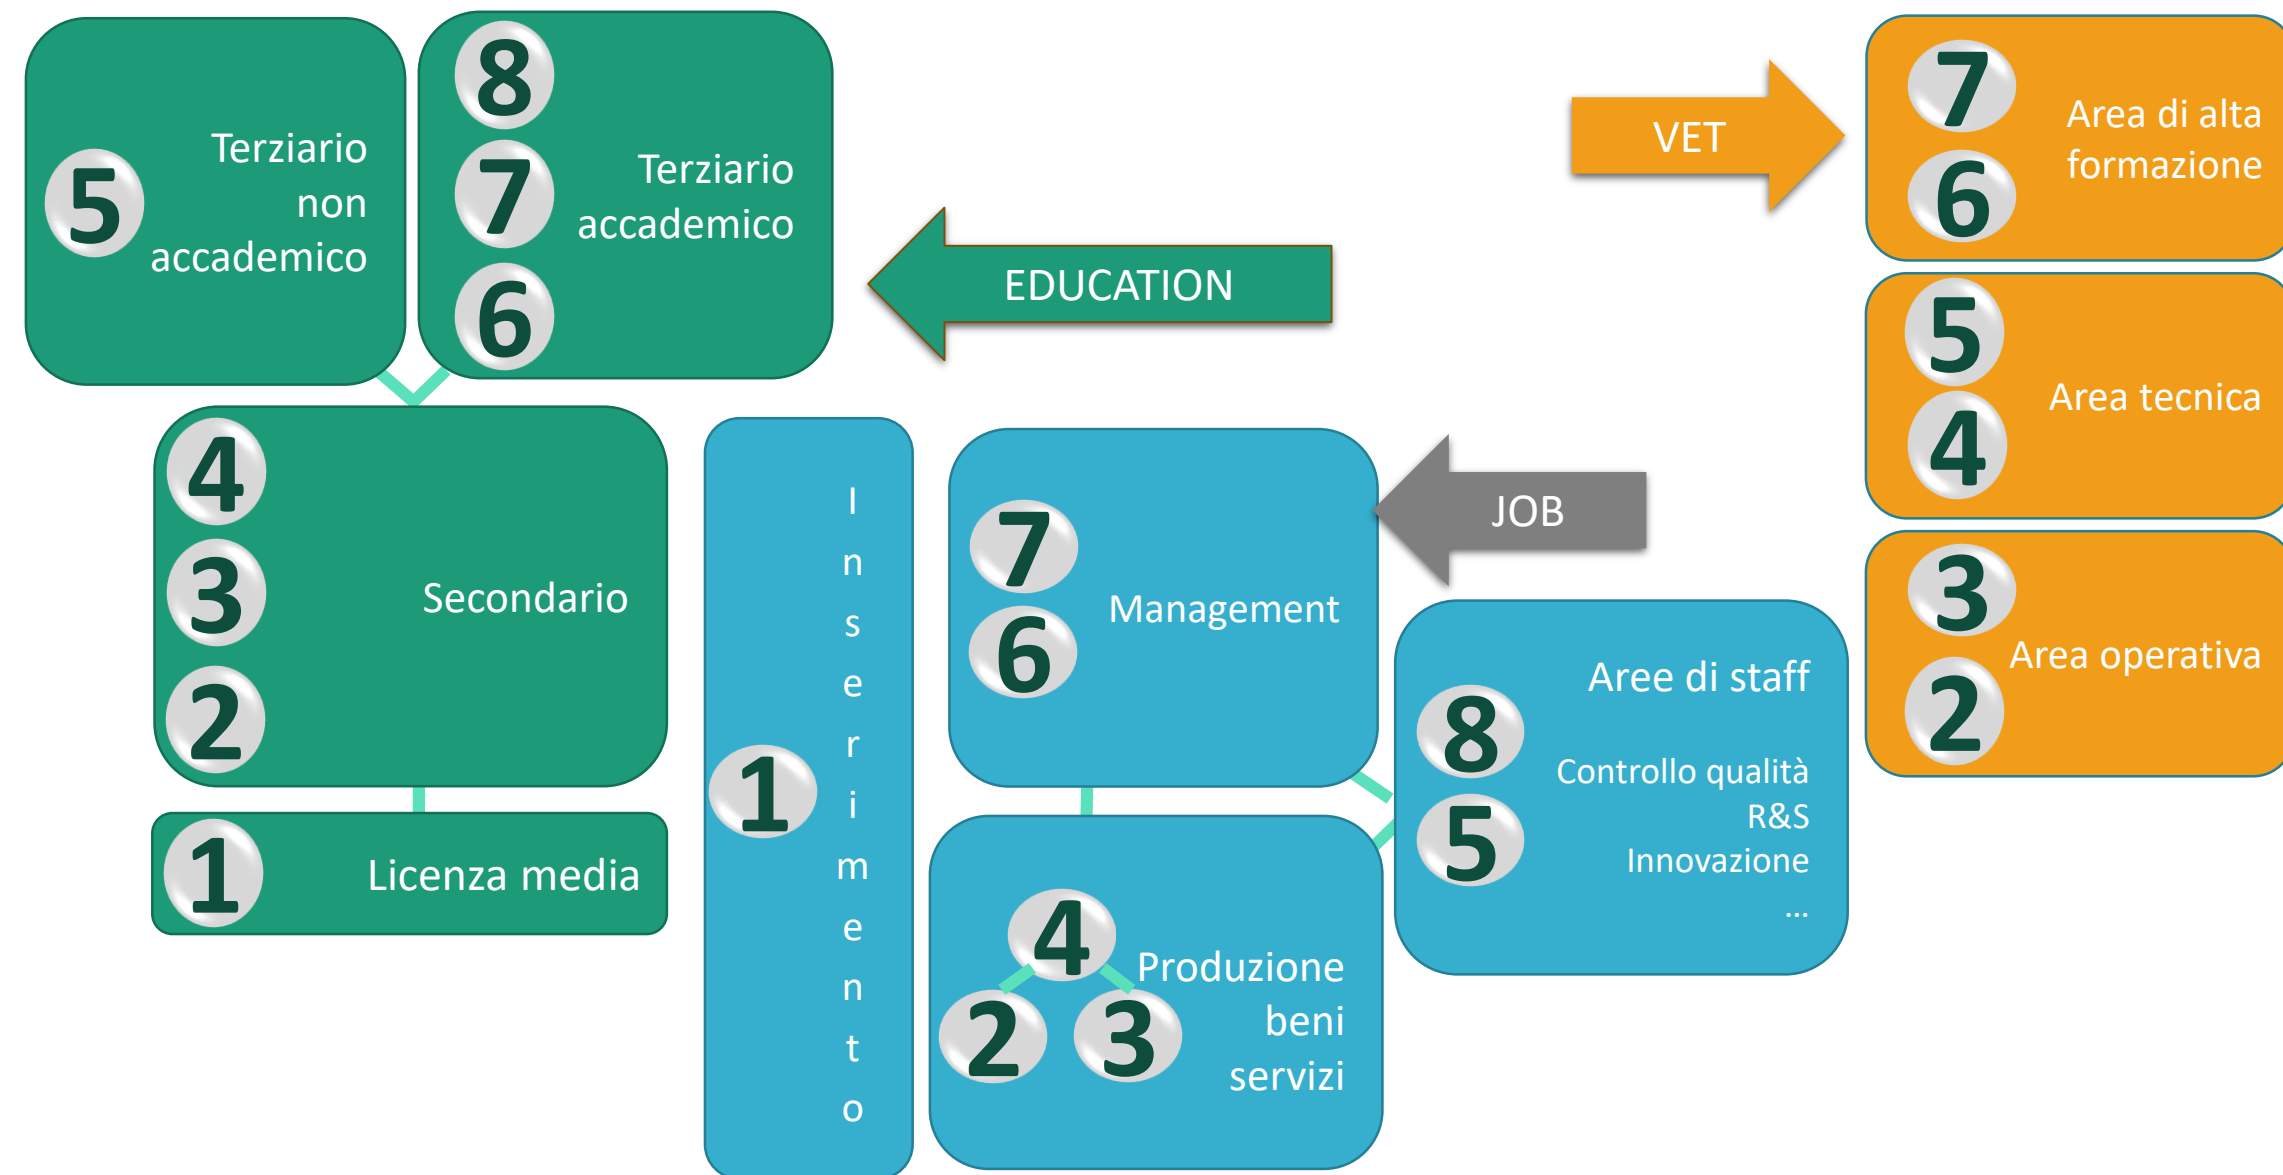 5
Terziario
non
accademico
8
7
6
Terziario
accademico
EDUCATION
VET
7
6
Area di alta
formazione
5
4
Area tecnica
3
2
Area operativa
4
3
2
Secondario
1
Licenza media
1
Inserimento
7
6
Management
JOB
Aree di staff
8
5
Controllo qualità
R&S
Innovazione
...
4
2
3
Produzione
beni
servizi